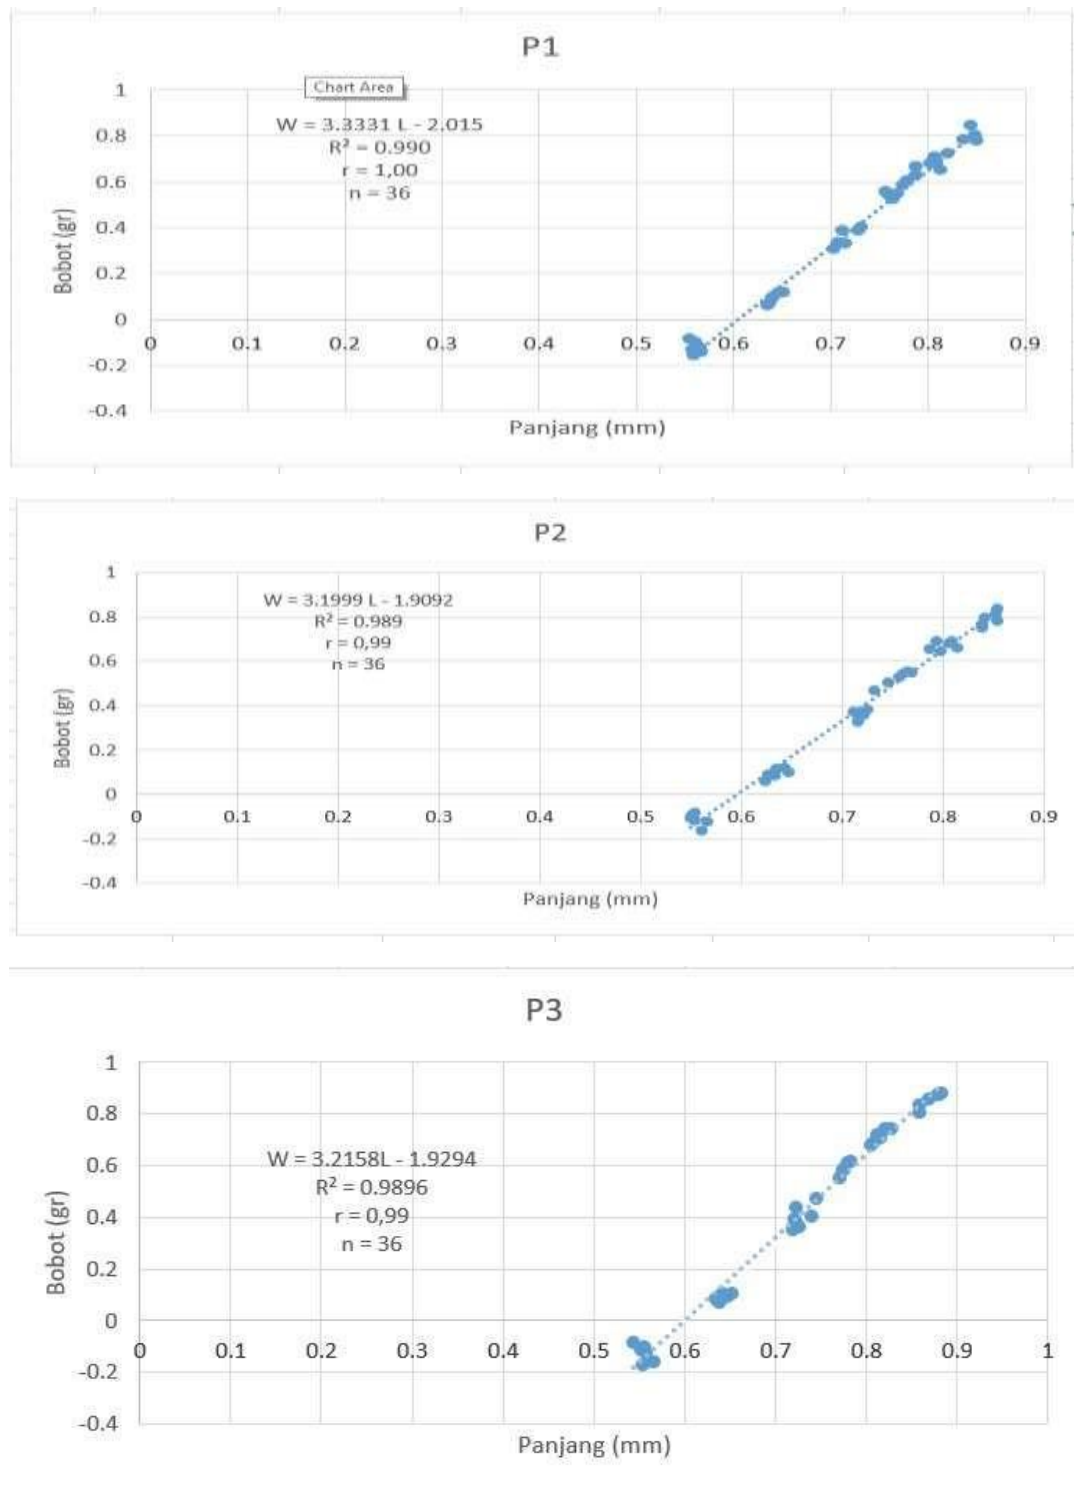 P1
Chart Area
W = 3.3331 L - 2.015
R² = 0.990
r = 1,00
n = 36
1
0.8
0.6
0.4
0.2
0
-0.2
-0.4
Bobot (gr)
0 0.1 0.2 0.3 0.4 0.5 0.6 0.7 0.8 0.9
Panjang (mm)
P2
W = 3.1999 L - 1.9092
R² = 0.989
r = 0,99
n = 36
1
0.8
0.6
0.4
0.2
0
-0.2
-0.4
Bobot (gr)
0 0.1 0.2 0.3 0.4 0.5 0.6 0.7 0.8 0.9
Panjang (mm)
P3
W = 3.2158L - 1.9294
R² = 0.9896
r = 0,99
n = 36
1
0.8
0.6
0.4
0.2
0
-0.2
-0.4
Bobot (gr)
0 0.1 0.2 0.3 0.4 0.5 0.6 0.7 0.8 0.9 1
Panjang (mm)